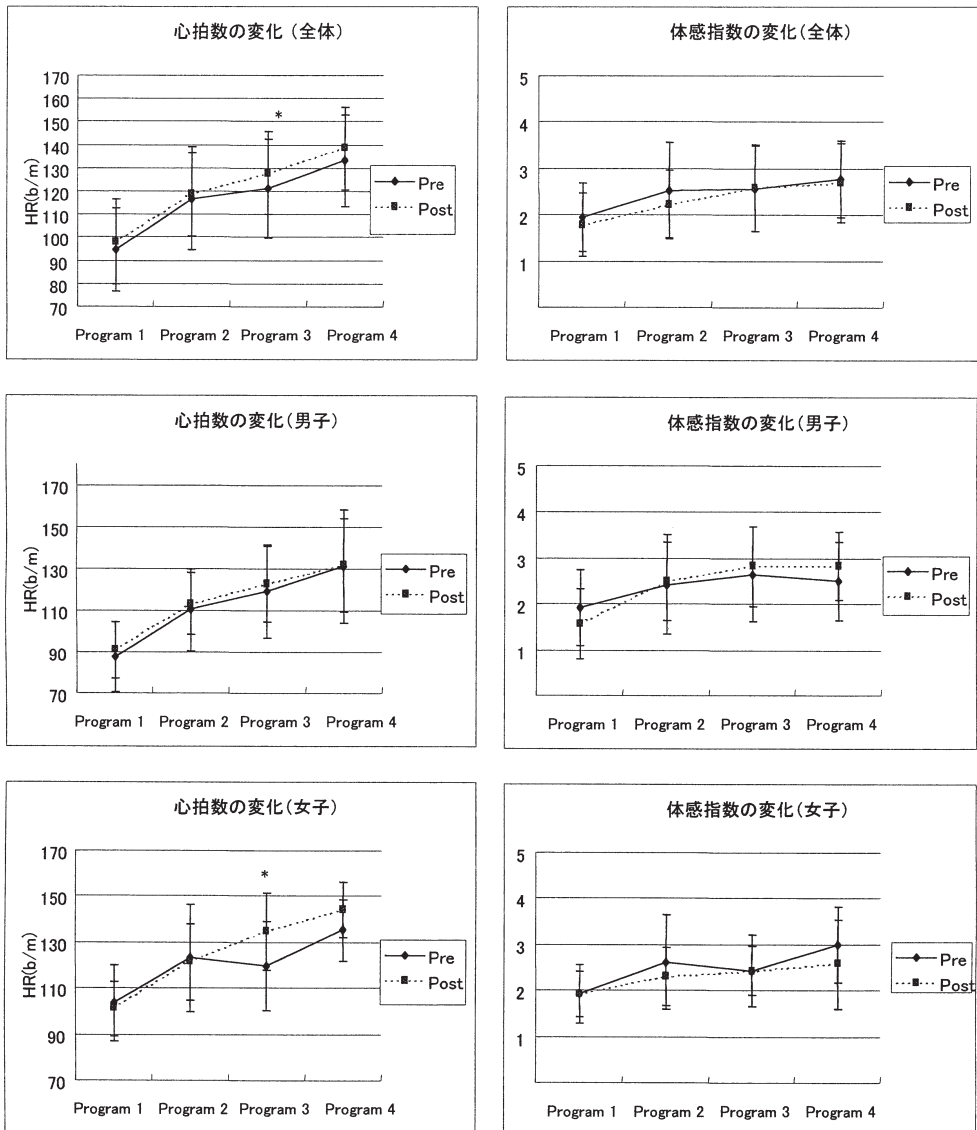 心拍数の変化 (全体)
HR(b/m)
170
160
150
140
130
120
110
100
90
80
70
*
Pre
Post
Program 1 Program 2 Program 3 Program 4
体感指数の変化(全体)
5
4
3
2
1
Pre
Post
Program 1 Program 2 Program 3 Program 4
心拍数の変化(男子)
HR(b/m)
170
150
130
110
90
70
Pre
Post
Program 1 Program 2 Program 3 Program 4
体感指数の変化(男子)
5
4
3
2
1
Pre
Post
Program 1 Program 2 Program 3 Program 4
心拍数の変化(女子)
HR(b/m)
170
150
130
110
90
70
*
Pre
Post
Program 1 Program 2 Program 3 Program 4
体感指数の変化(女子)
5
4
3
2
1
Pre
Post
Program 1 Program 2 Program 3 Program 4